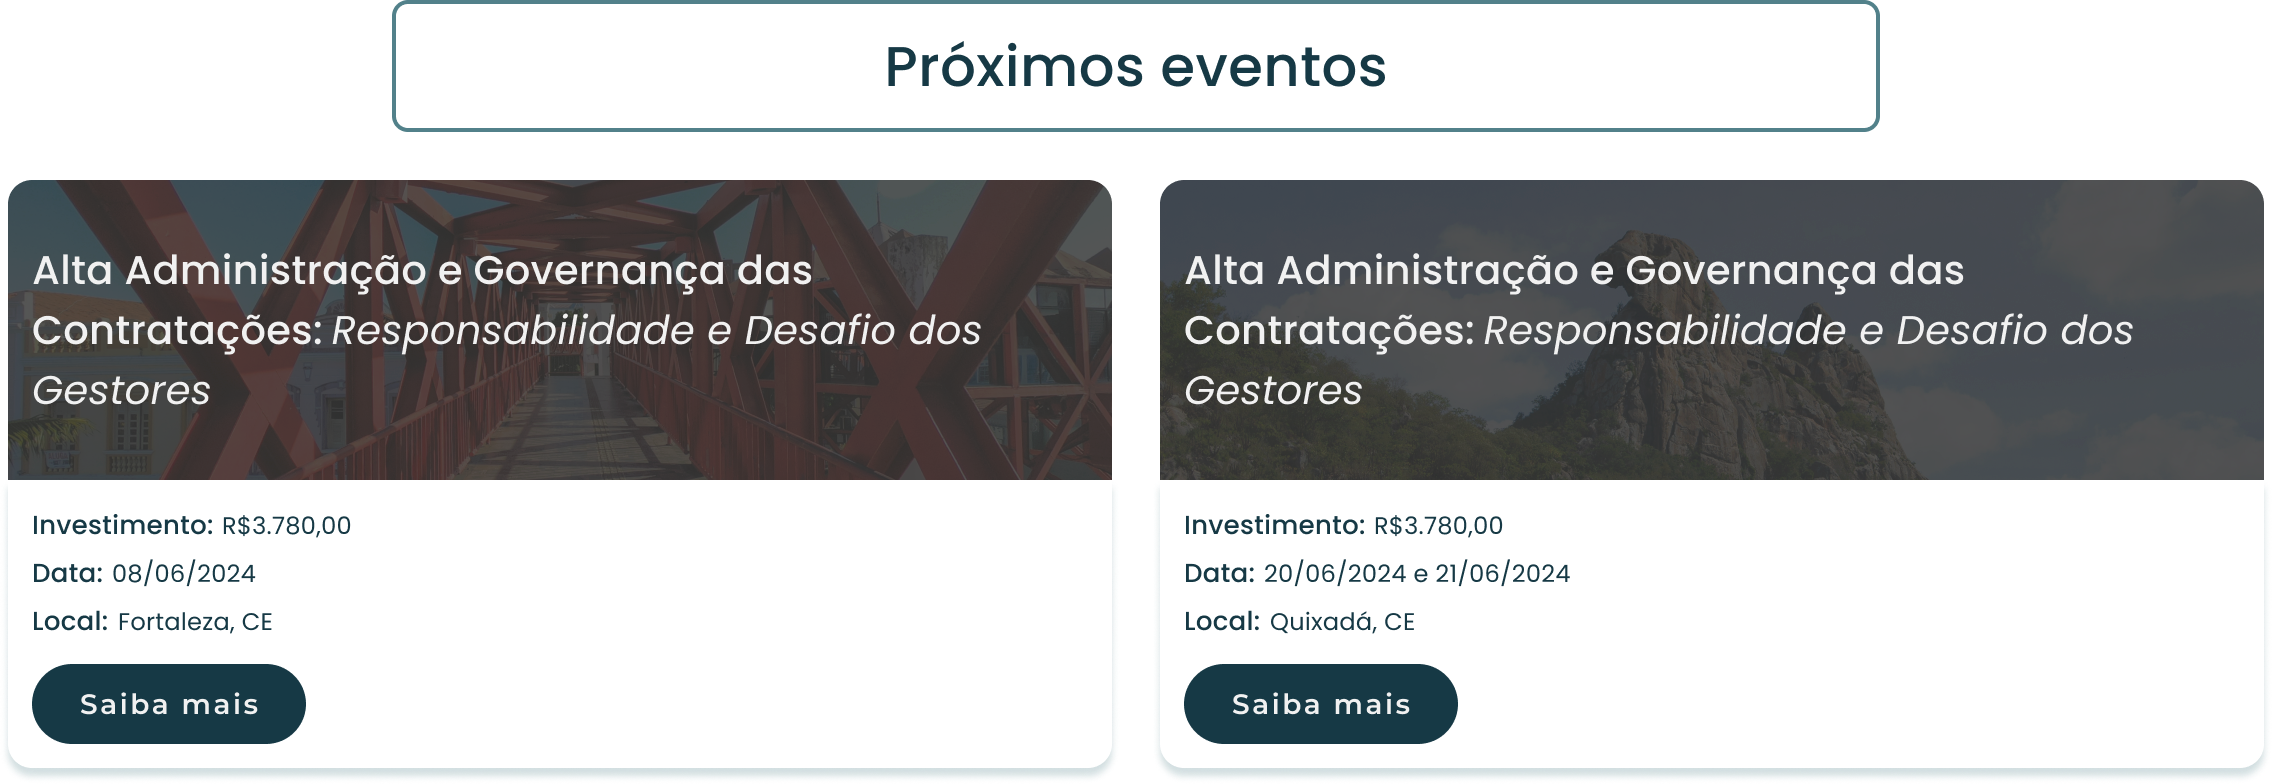 Próximos eventos
Alta Administração e Governança das
Contratações: Responsabilidade e Desafio dos
Gestores
Investimento: R$3.780,00
Data: 08/06/2024
Local: Fortaleza, CE
Saiba mais
Alta Administração e Governança das
Contratações: Responsabilidade e Desafio dos
Gestores
Investimento: R$3.780,00
Data: 20/06/2024 e 21/06/2024
Local: Quixadá, CE
Saiba mais